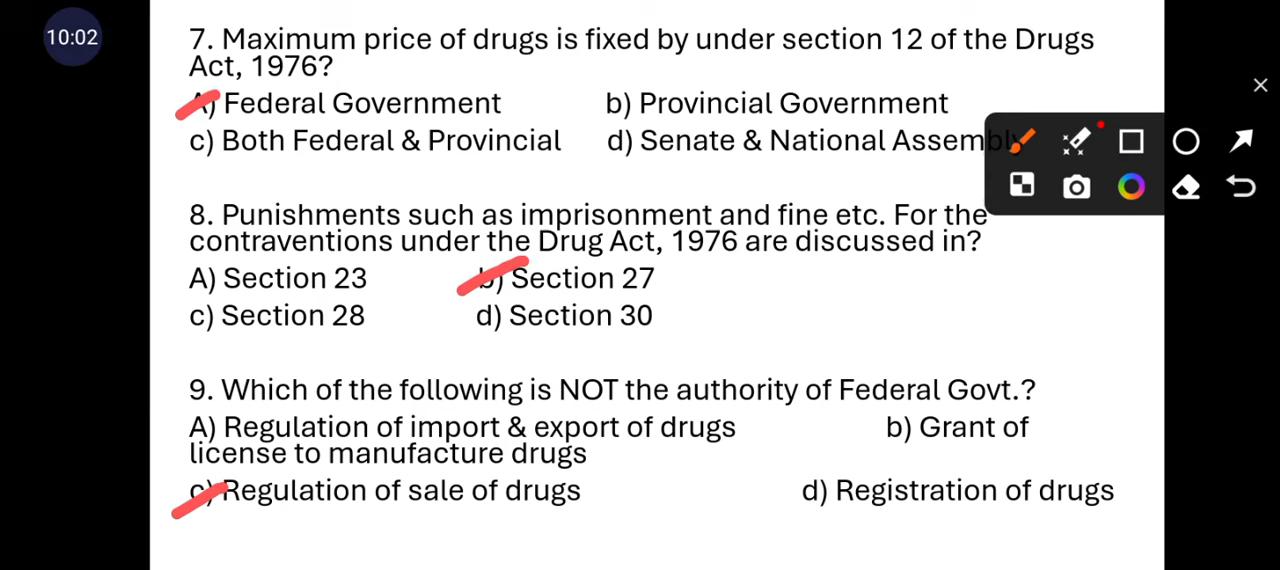 10:02
7. Maximum price of drugs is fixed by under section 12 of the Drugs
Act, 1976?
A) Federal Government b) Provincial Government
c) Both Federal & Provincial d) Senate & National Assembly
8. Punishments such as imprisonment and fine etc. For the
contraventions under the Drug Act, 1976 are discussed in?
A) Section 23 b) Section 27
c) Section 28 d) Section 30
9. Which of the following is NOT the authority of Federal Govt.?
A) Regulation of import & export of drugs b) Grant of
license to manufacture drugs
c) Regulation of sale of drugs d) Registration of drugs